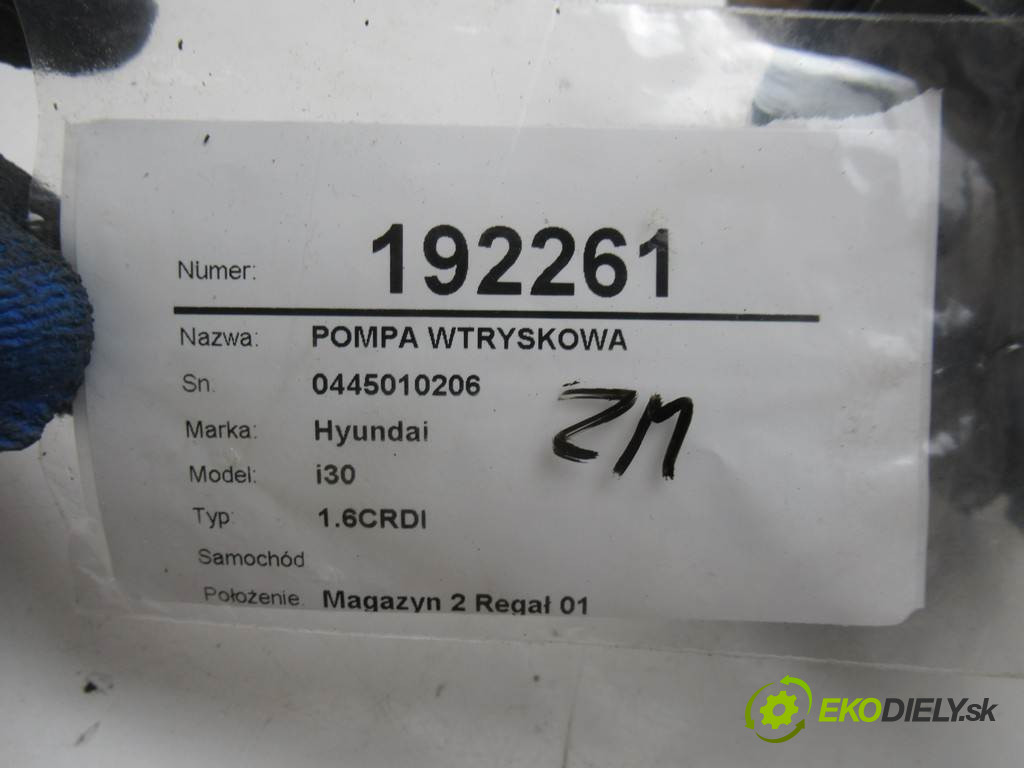 Numer: 192261
Nazwa: POMPA WTRYSKOWA
Sn: 0445010206
Marka: Hyundai
Model: i30
Typ: 1.6CRDI
Samochód
Położenie: Magazyn 2 Regał 01
ZM
EKODIELY.sk